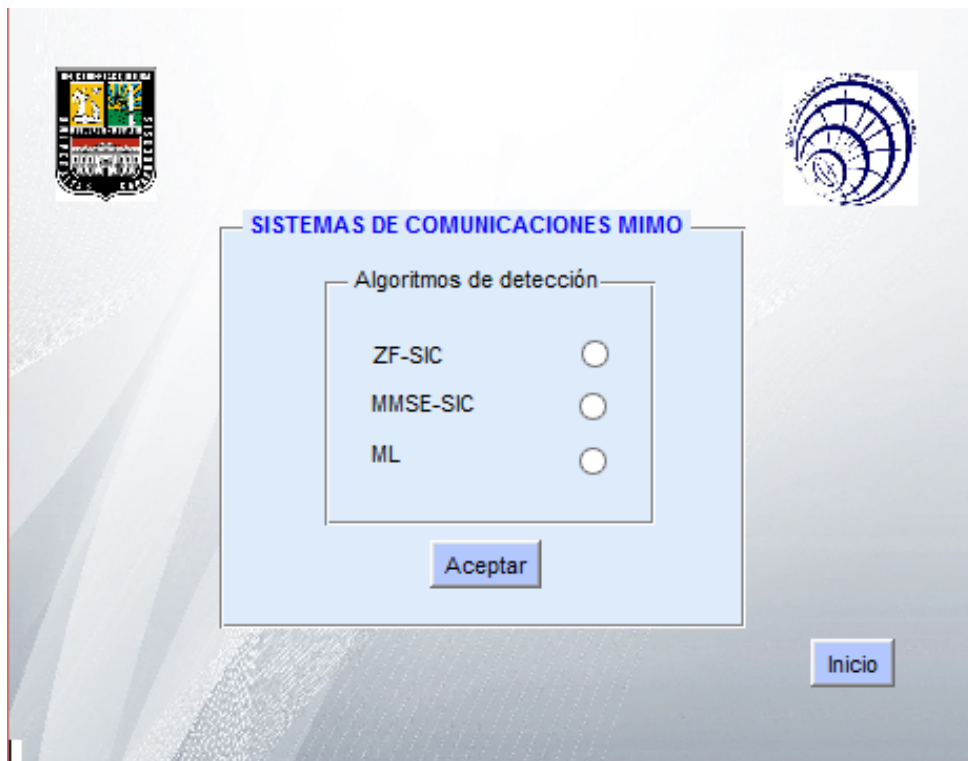 SISTEMAS DE COMUNICACIONES MIMO
Algoritmos de detección
ZF-SIC
MMSE-SIC
ML
Aceptar
Inicio